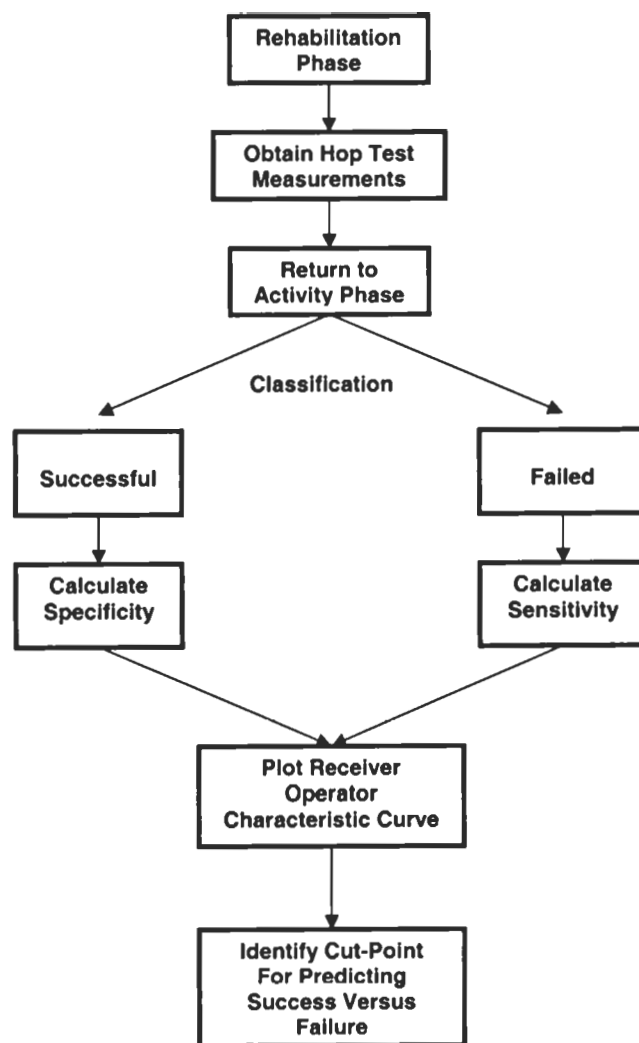 Rehabilitation
Phase
Obtain Hop Test
Measurements
Return to
Activity Phase
Classification
Successful
Failed
Calculate
Specificity
Calculate
Sensitivity
Plot Receiver
Operator
Characteristic Curve
Identify Cut-Point
For Predicting
Success Versus
Failure